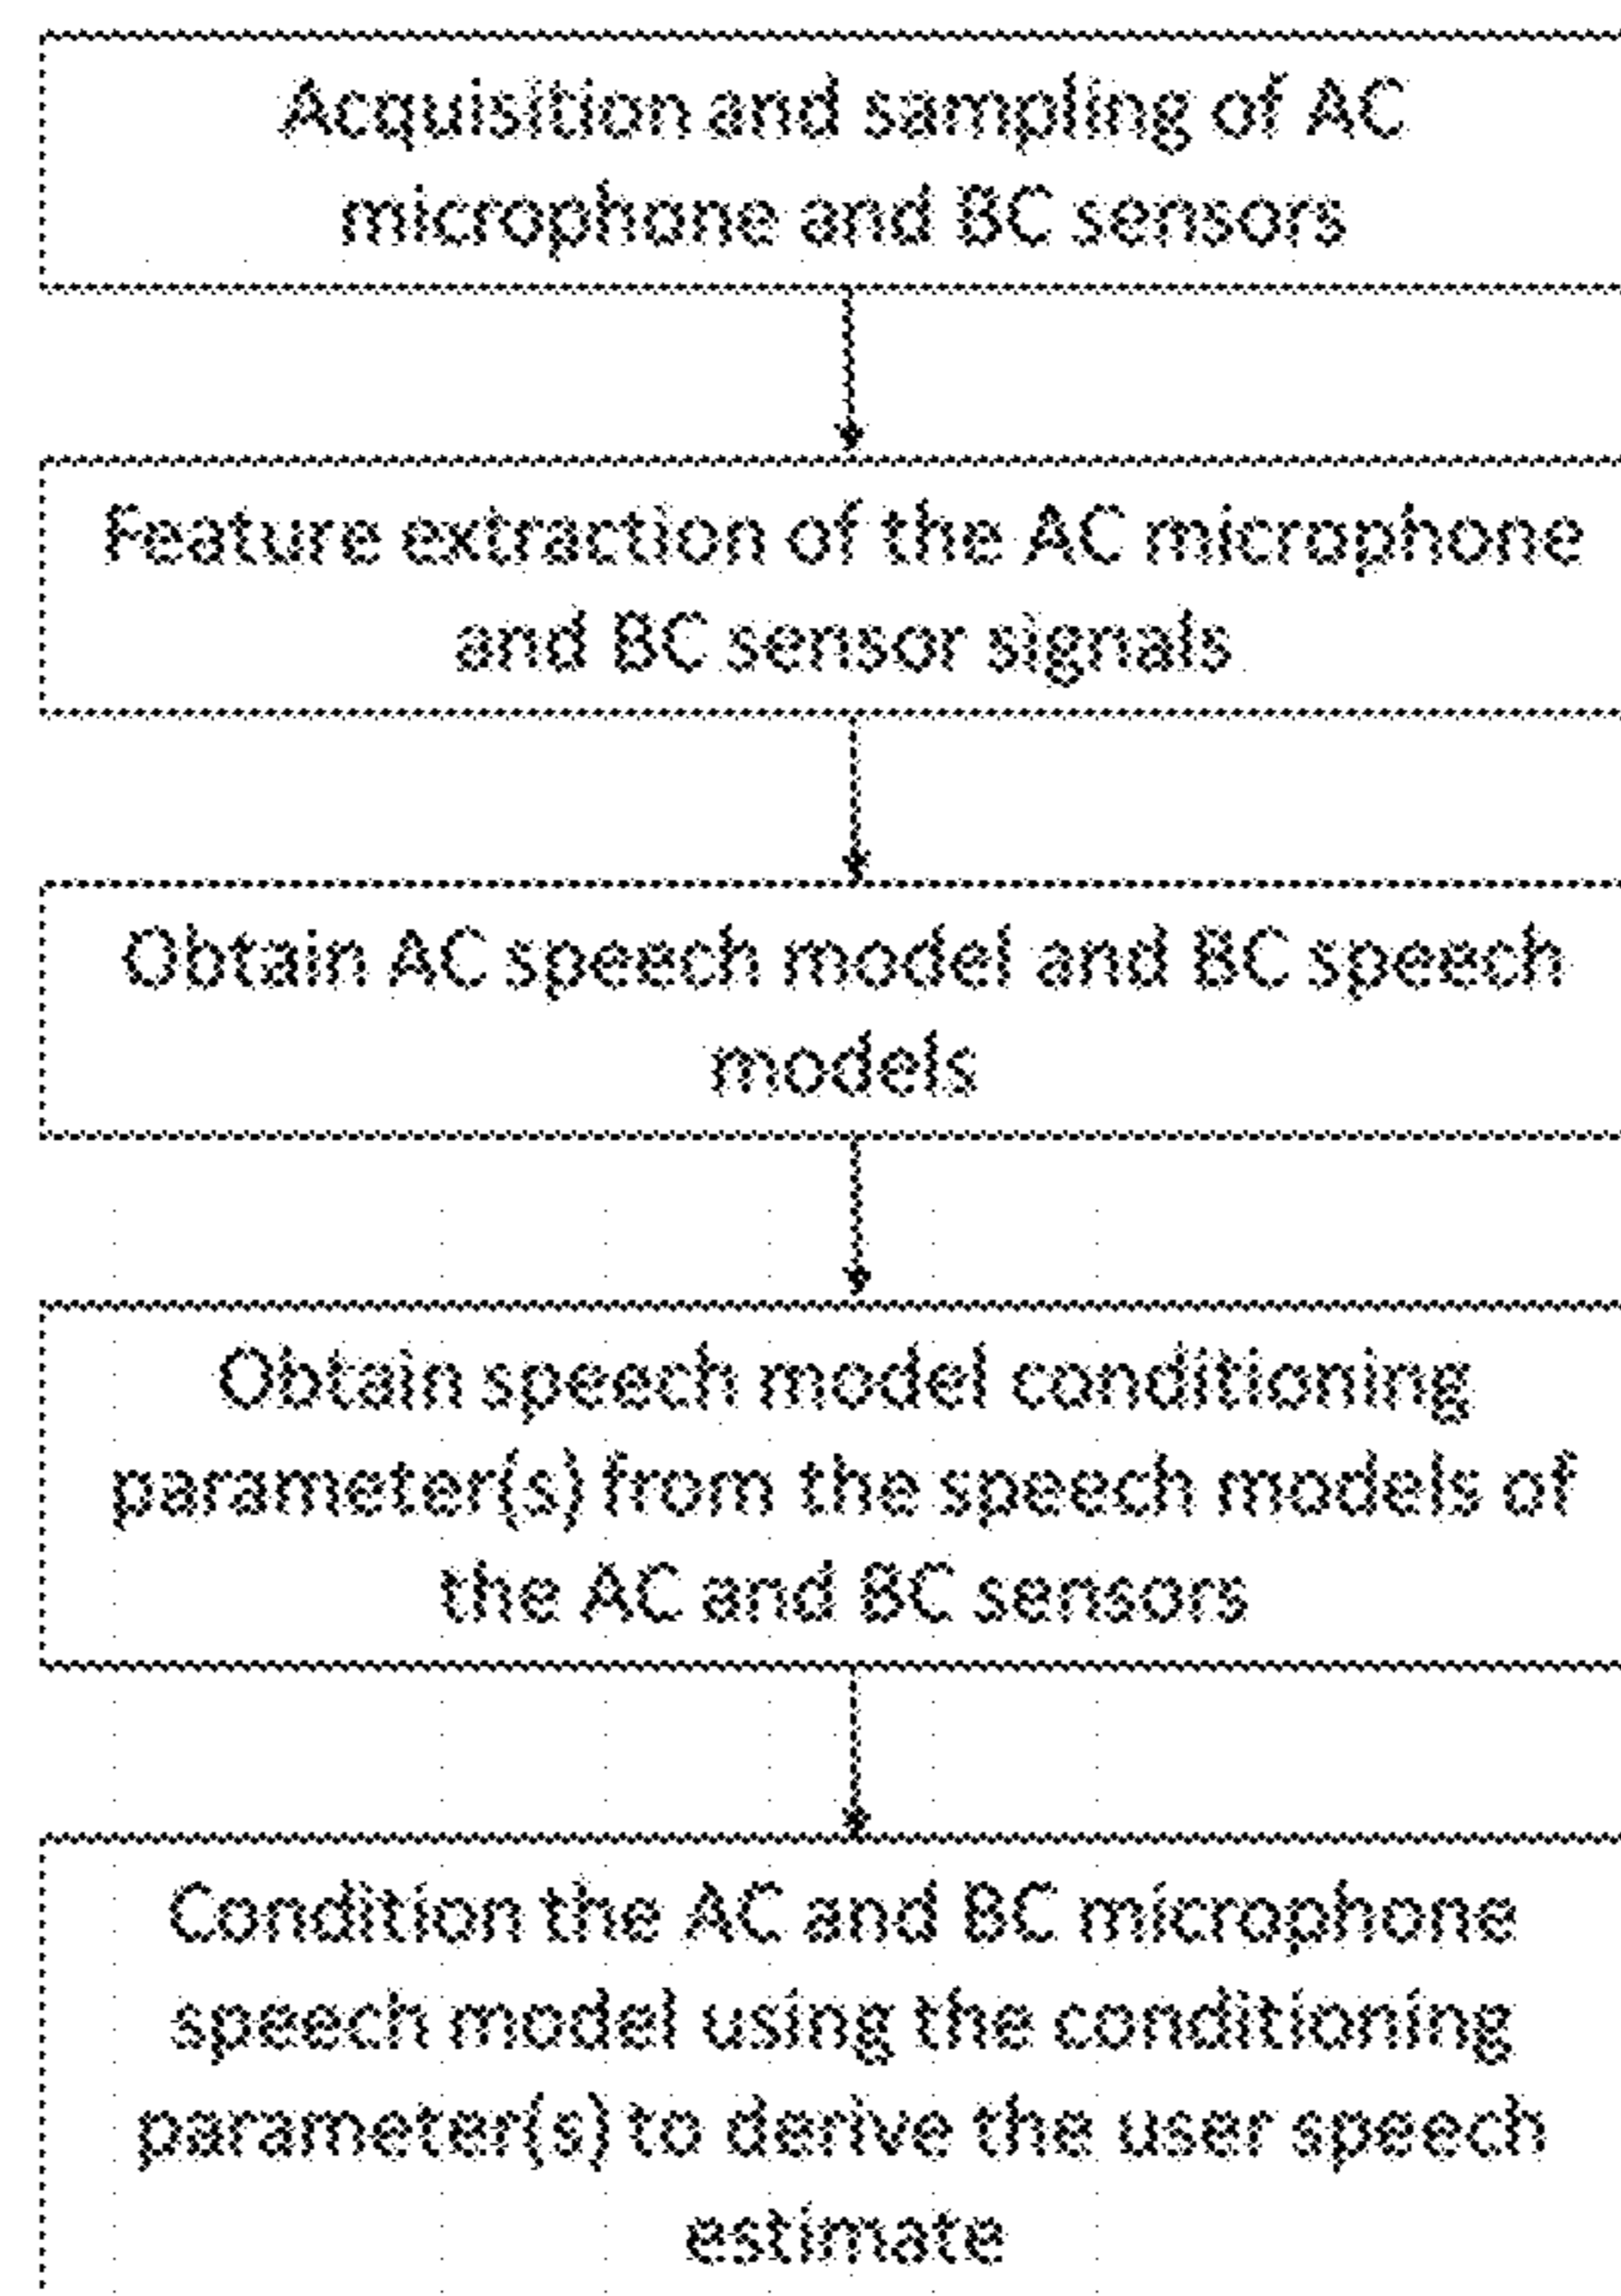 Acquisition and sampling of AC
microphone and BC sensors
Feature extraction of the AC microphone
and BC sensor signals
Obtain AC speech model and BC speech
models
Obtain speech model conditioning
parameter(s) from the speech models of
the AC and BC sensors
Condition the AC and BC microphone
speech model using the conditioning
parameter(s) to derive the user speech
estimate